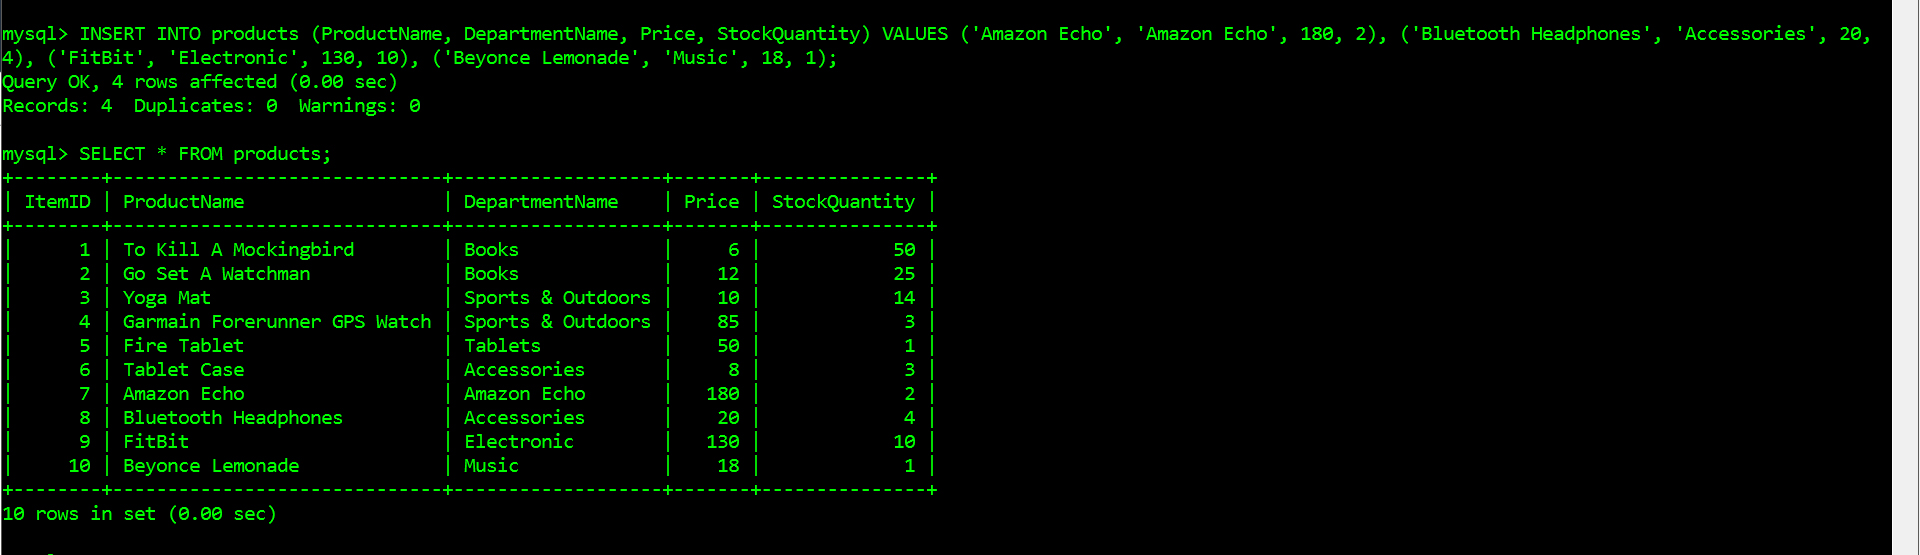 mysql> INSERT INTO products (ProductName, DepartmentName, Price, StockQuantity) VALUES ('Amazon Echo', 'Amazon Echo', 180, 2), ('Bluetooth Headphones', 'Accessories', 20,
4), ('FitBit', 'Electronic', 130, 10), ('Beyonce Lemonade', 'Music', 18, 1);
Query OK, 4 rows affected (0.00 sec)
Records: 4  Duplicates: 0  Warnings: 0
mysql> SELECT * FROM products;
+--------+------------------------------+-------------------+-------+---------------+
| ItemID | ProductName                  | DepartmentName    | Price | StockQuantity |
+--------+------------------------------+-------------------+-------+---------------+
|      1 | To Kill A Mockingbird        | Books             |     6 |            50 |
|      2 | Go Set A Watchman            | Books             |    12 |            25 |
|      3 | Yoga Mat                     | Sports & Outdoors |    10 |            14 |
|      4 | Garmain Forerunner GPS Watch | Sports & Outdoors |    85 |             3 |
|      5 | Fire Tablet                  | Tablets           |    50 |             1 |
|      6 | Tablet Case                  | Accessories       |     8 |             3 |
|      7 | Amazon Echo                  | Amazon Echo       |   180 |             2 |
|      8 | Bluetooth Headphones         | Accessories       |    20 |             4 |
|      9 | FitBit                       | Electronic        |   130 |            10 |
|     10 | Beyonce Lemonade             | Music             |    18 |             1 |
+--------+------------------------------+-------------------+-------+---------------+
10 rows in set (0.00 sec)